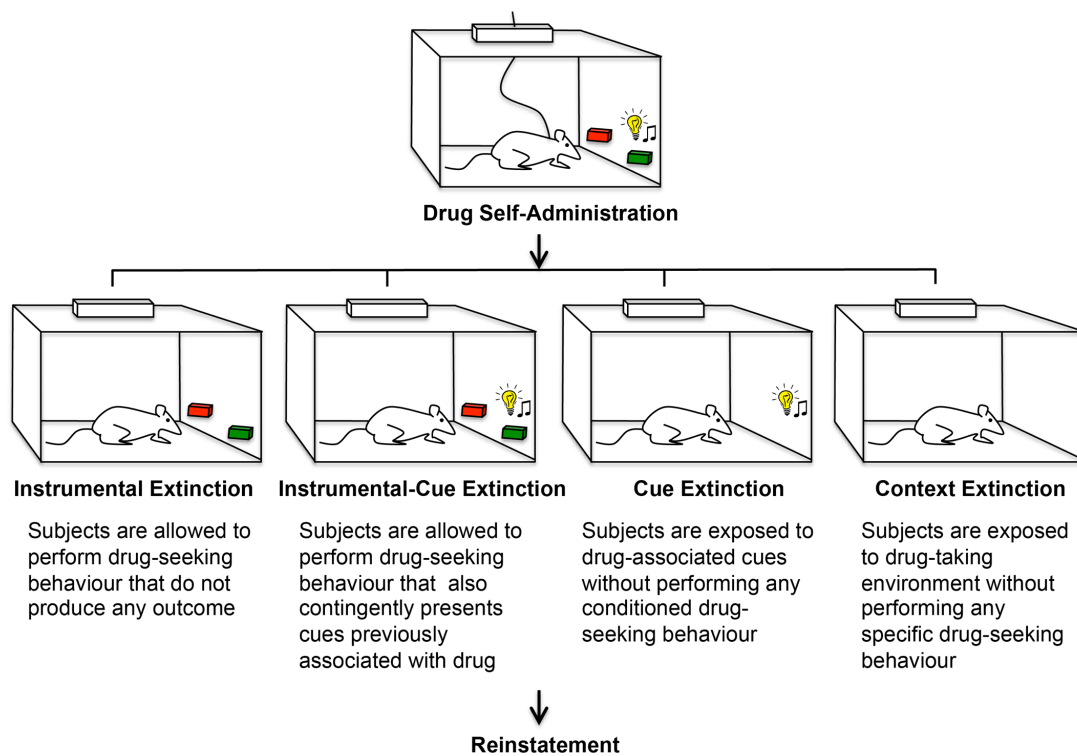 Drug Self-Administration
Instrumental Extinction
Subjects are allowed to
perform drug-seeking
behaviour that do not
produce any outcome
Instrumental-Cue Extinction
Subjects are allowed to
perform drug-seeking
behaviour that also
contingently presents
cues previously
associated with drug
Cue Extinction
Subjects are exposed to
drug-associated cues
without performing any
conditioned drug-
seeking behaviour
Context Extinction
Subjects are exposed
to drug-taking
environment without
performing any
specific drug-seeking
behaviour
Reinstatement